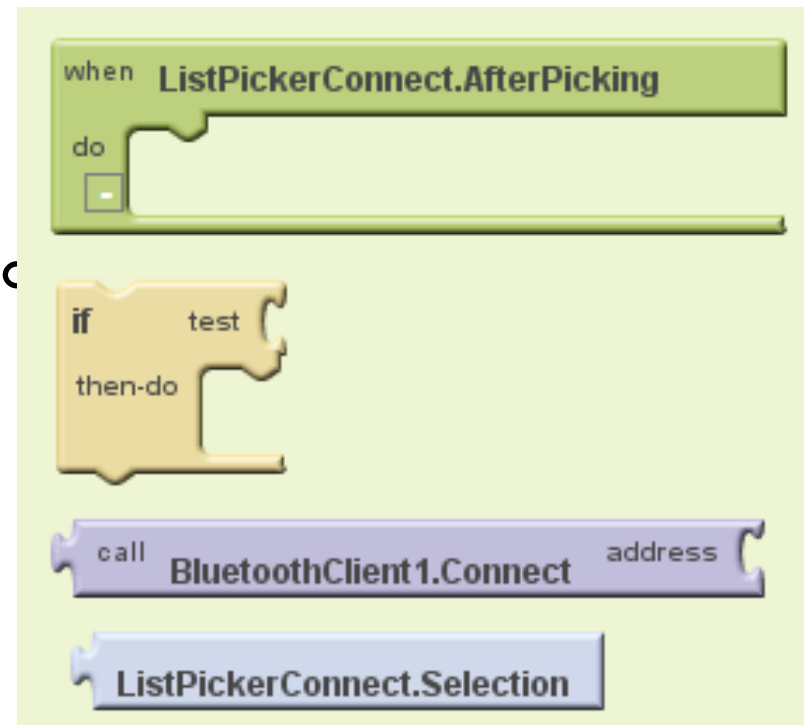 when ListPickerConnect.AfterPicking
do
-
if test
then-do
call BluetoothClient1.Connect address
ListPickerConnect.Selection